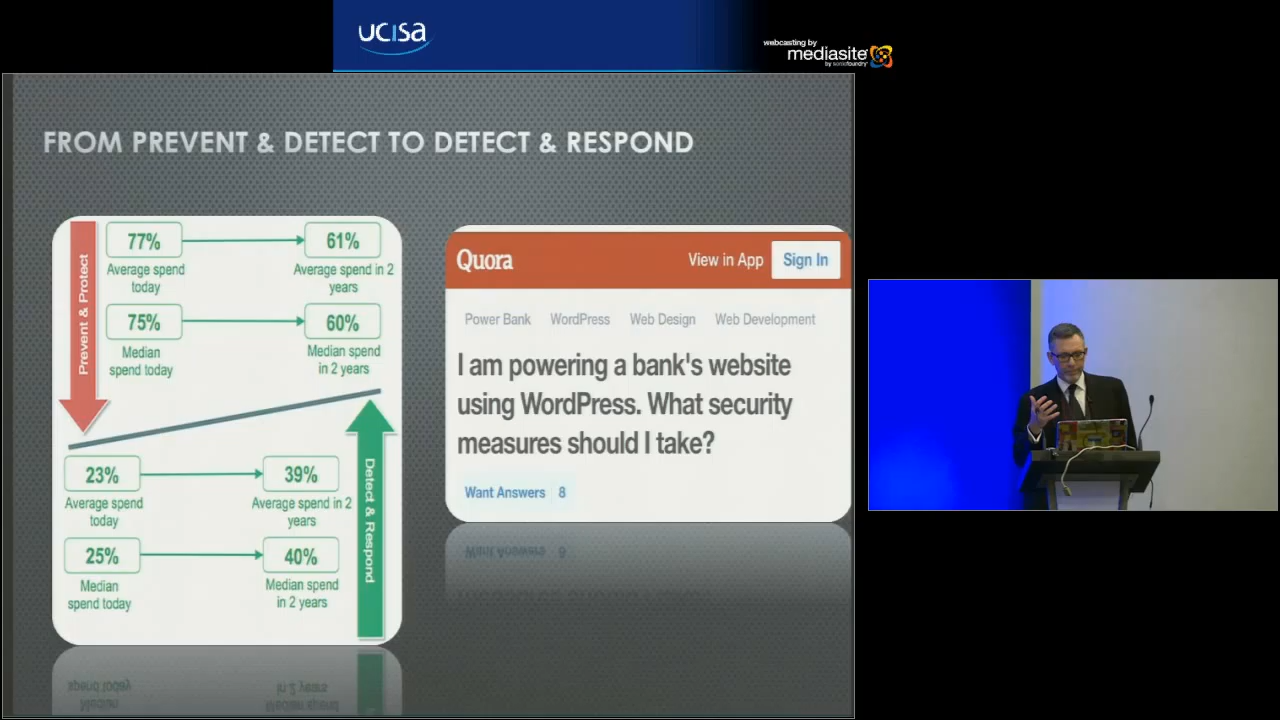 ucisa
webcasting by
mediasite
by sonicfoundry
FROM PREVENT & DETECT TO DETECT & RESPOND
Prevent & Protect
77%
61%
Average spend
today
Average spend in 2
years
75%
60%
Median
spend today
Median spend
in 2 years
23%
39%
Average spend
today
Average spend in 2
years
25%
40%
Median
spend today
Median spend
in 2 years
Detect & Respond
Quora
View in App
Sign In
Power Bank WordPress Web Design Web Development
I am powering a bank's website
using WordPress. What security
measures should I take?
Want Answers 8